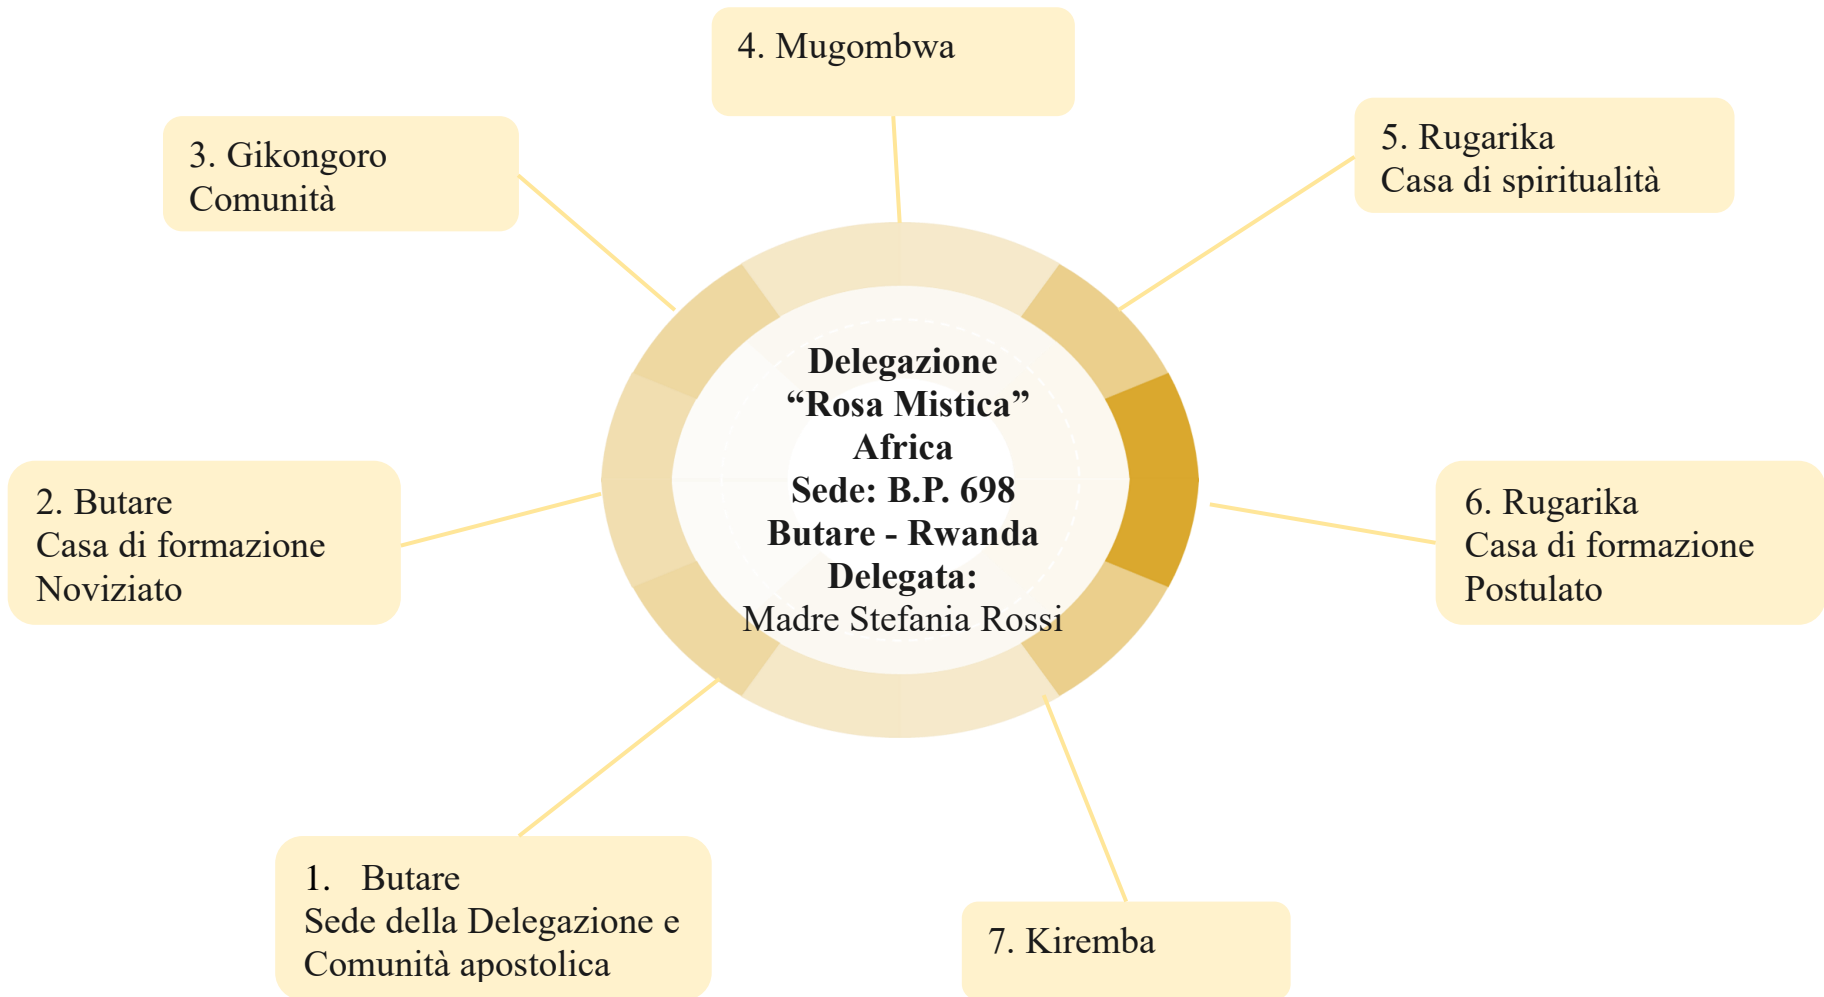 4. Mugombwa
3. Gikongoro
Comunità
5. Rugarika
Casa di spiritualità
Delegazione
“Rosa Mistica”
Africa
Sede: B.P. 698
Butare - Rwanda
Delegata:
Madre Stefania Rossi
2. Butare
Casa di formazione
Noviziato
6. Rugarika
Casa di formazione
Postulato
1. Butare
Sede della Delegazione e
Comunità apostolica
7. Kiremba